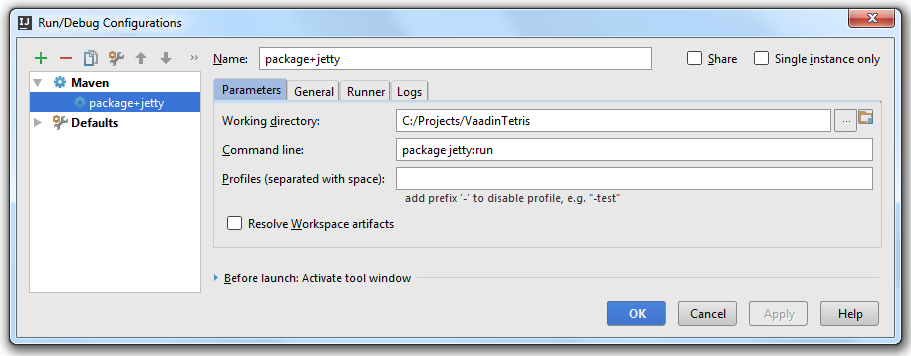 Run/Debug Configurations
Name: package+jetty Share Single instance only
Maven
package+jetty
Defaults
Parameters General Runner Logs
Working directory: C:/Projects/VaadinTetris ...
Command line: package jetty:run
Profiles (separated with space):
add prefix '-' to disable profile, e.g. "-test"
Resolve Workspace artifacts
Before launch: Activate tool window
OK Cancel Apply Help